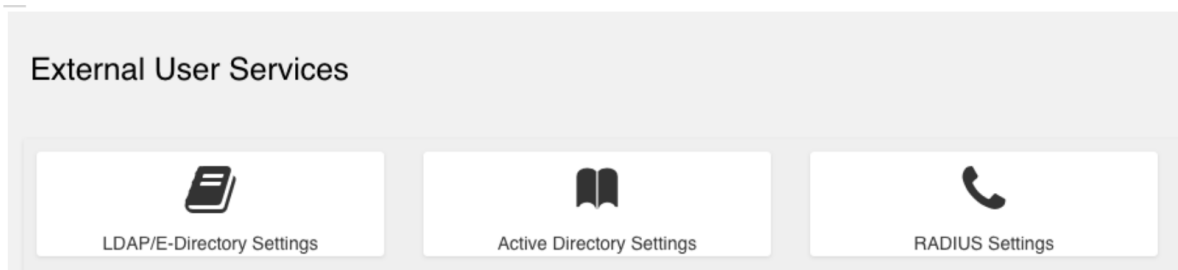 External User Services
LDAP/E-Directory Settings
Active Directory Settings
RADIUS Settings